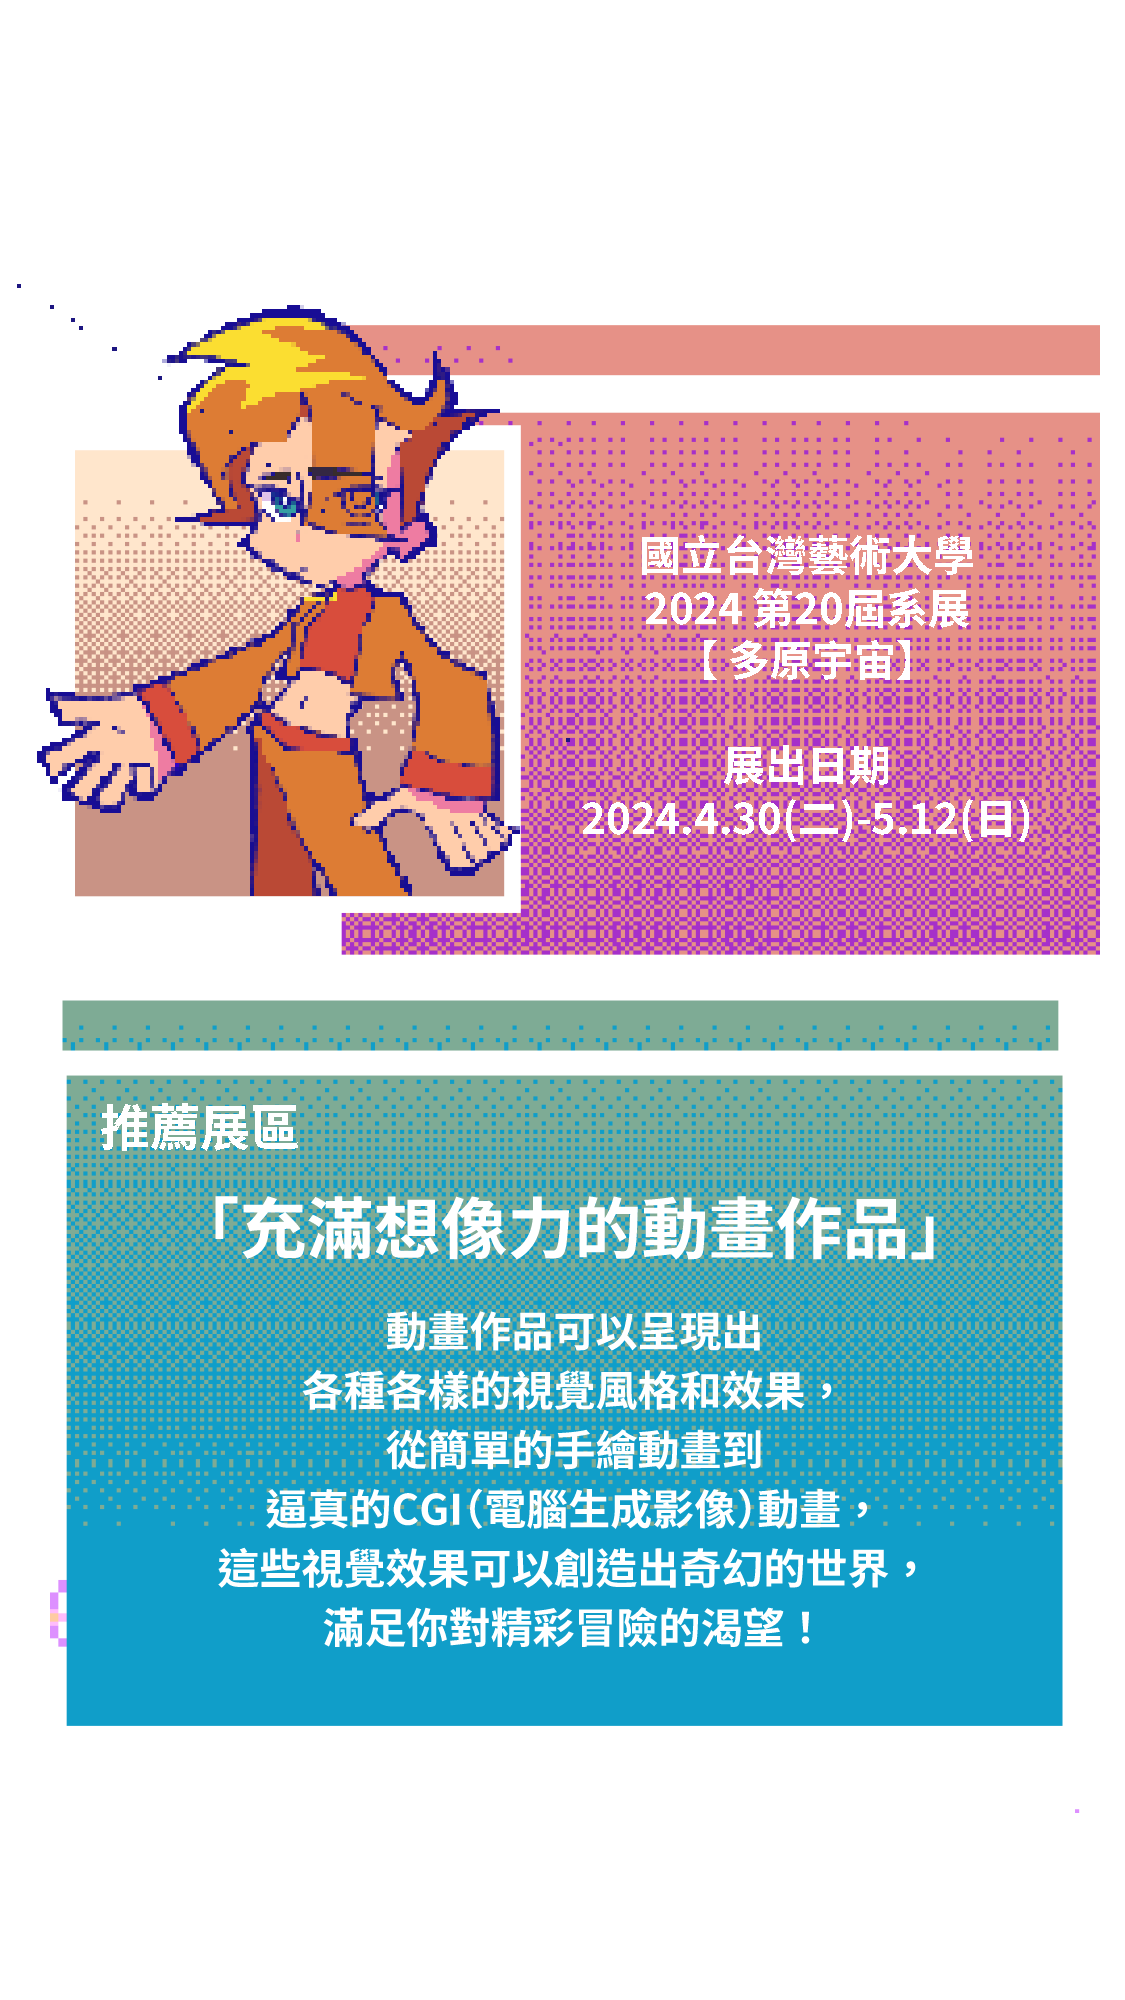 國立台灣藝術大學
2024 第20屆系展
【 多原宇宙】
展出日期
2024.4.30(二)-5.12(日)
推薦展區
「充滿想像力的動畫作品」
動畫作品可以呈現出
各種各樣的視覺風格和效果，
從簡單的手繪動畫到
逼真的CGI（電腦生成影像）動畫，
這些視覺效果可以創造出奇幻的世界，
滿足你對精彩冒險的渴望！